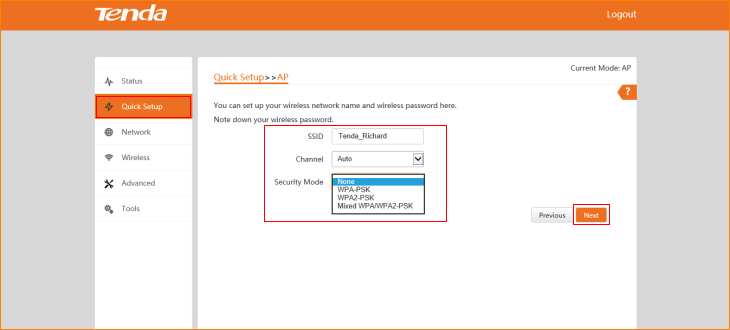 Tenda
Logout
Current Mode: AP
Status
Quick Setup
Network
Wireless
Advanced
Tools
Quick Setup>>AP
?
You can set up your wireless network name and wireless password here.
Note down your wireless password.
SSID Tenda_Richard
Channel Auto
Security Mode None
WPA-PSK
WPA2-PSK
Mixed WPA/WPA2-PSK
Previous Next